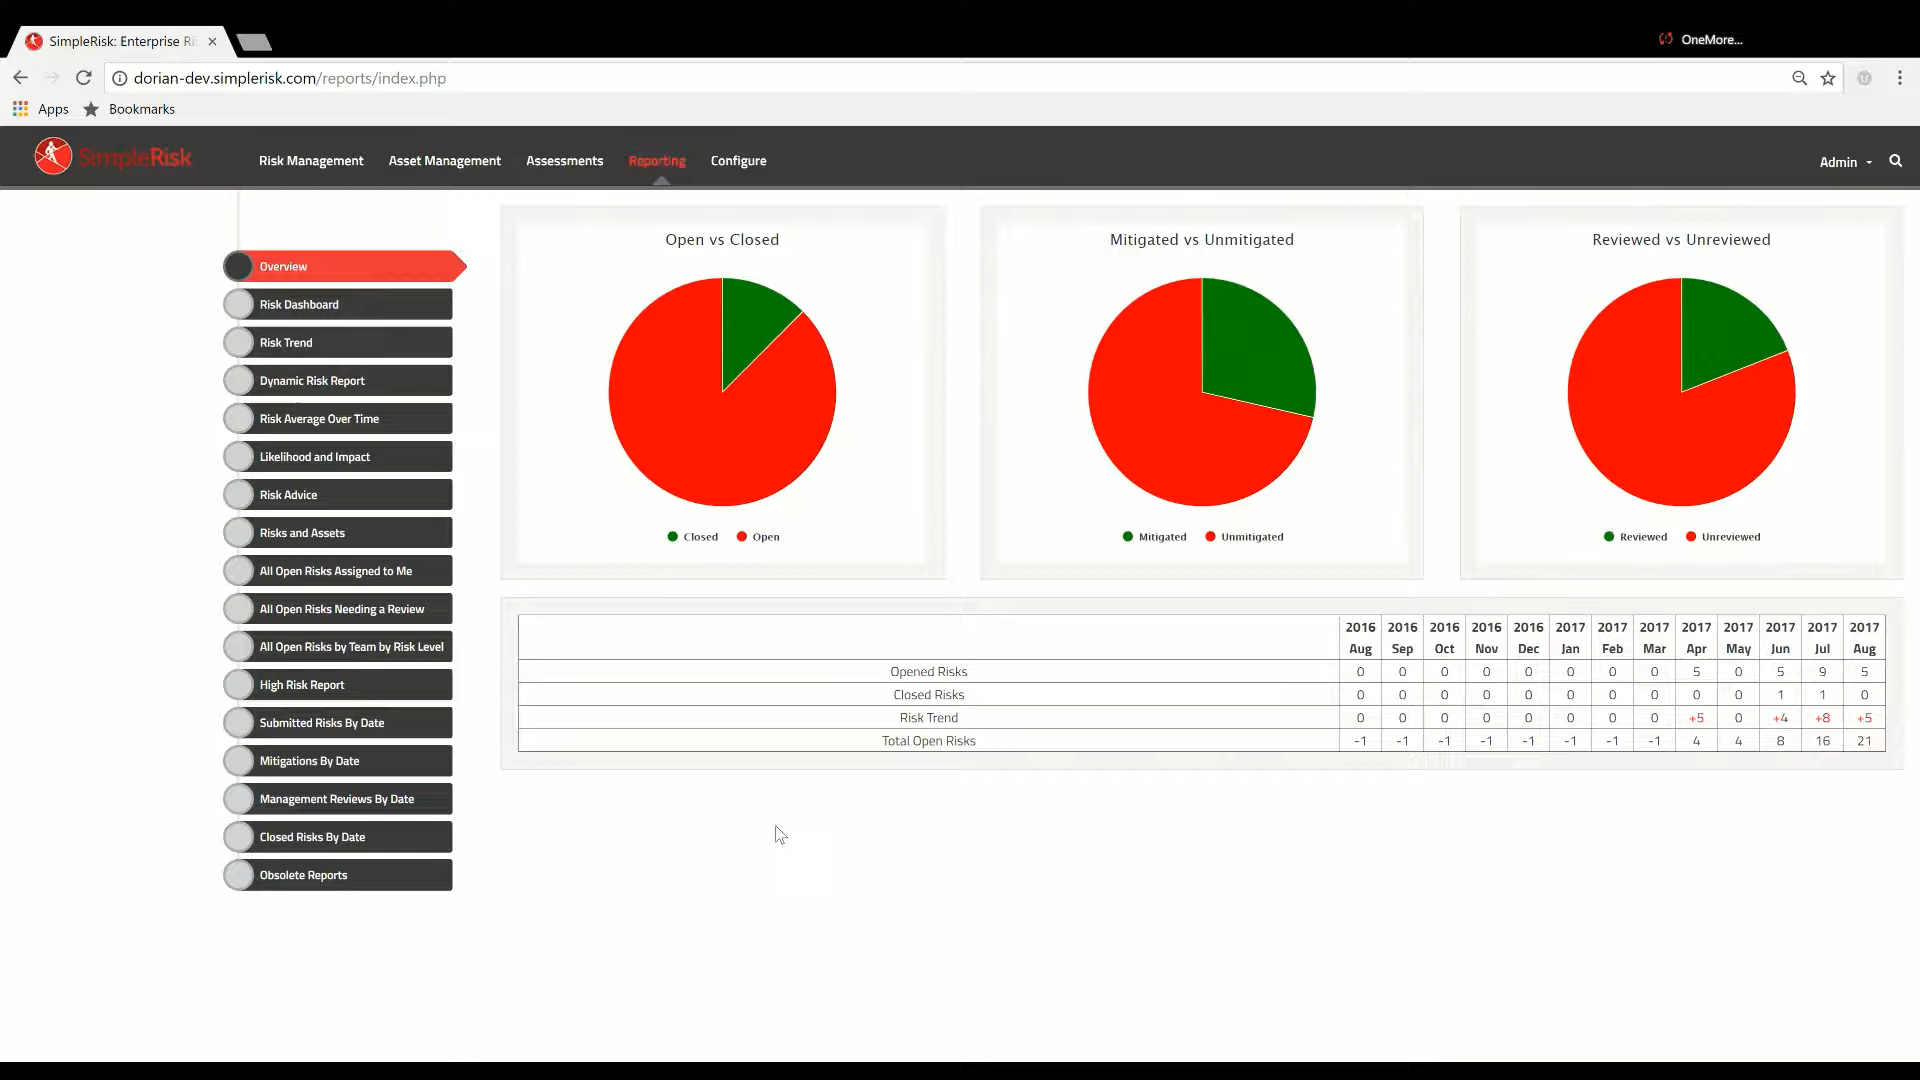 SimpleRisk: Enterprise Ri
OneMore...
dorian-dev.simplerisk.com/reports/index.php
Apps Bookmarks
SimpleRisk Risk Management Asset Management Assessments Reporting Configure Admin
Overview
Risk Dashboard
Risk Trend
Dynamic Risk Report
Risk Average Over Time
Likelihood and Impact
Risk Advice
Risks and Assets
All Open Risks Assigned to Me
All Open Risks Needing a Review
All Open Risks by Team by Risk Level
High Risk Report
Submitted Risks By Date
Mitigations By Date
Management Reviews By Date
Closed Risks By Date
Obsolete Reports
Open vs Closed
Closed Open
Mitigated vs Unmitigated
Mitigated Unmitigated
Reviewed vs Unreviewed
Reviewed Unreviewed
2016 2016 2016 2016 2016 2017 2017 2017 2017 2017 2017 2017 2017
Aug Sep Oct Nov Dec Jan Feb Mar Apr May Jun Jul Aug
Opened Risks 0 0 0 0 0 0 0 0 5 0 5 9 5
Closed Risks 0 0 0 0 0 0 0 0 0 0 1 1 0
Risk Trend 0 0 0 0 0 0 0 0 +5 0 +4 +8 +5
Total Open Risks -1 -1 -1 -1 -1 -1 -1 -1 4 4 8 16 21